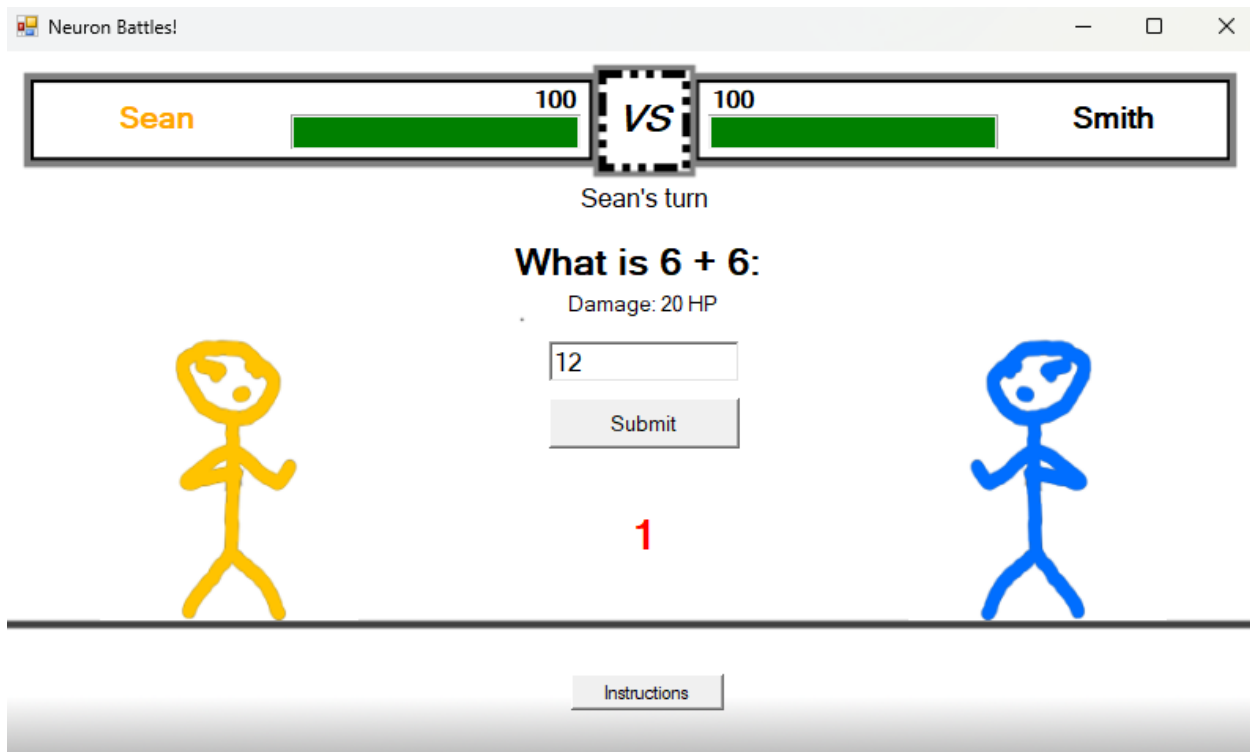 Neuron Battles!
Sean 100 VS 100 Smith
Sean's turn
What is 6 + 6:
Damage: 20 HP
12
Submit
1
Instructions